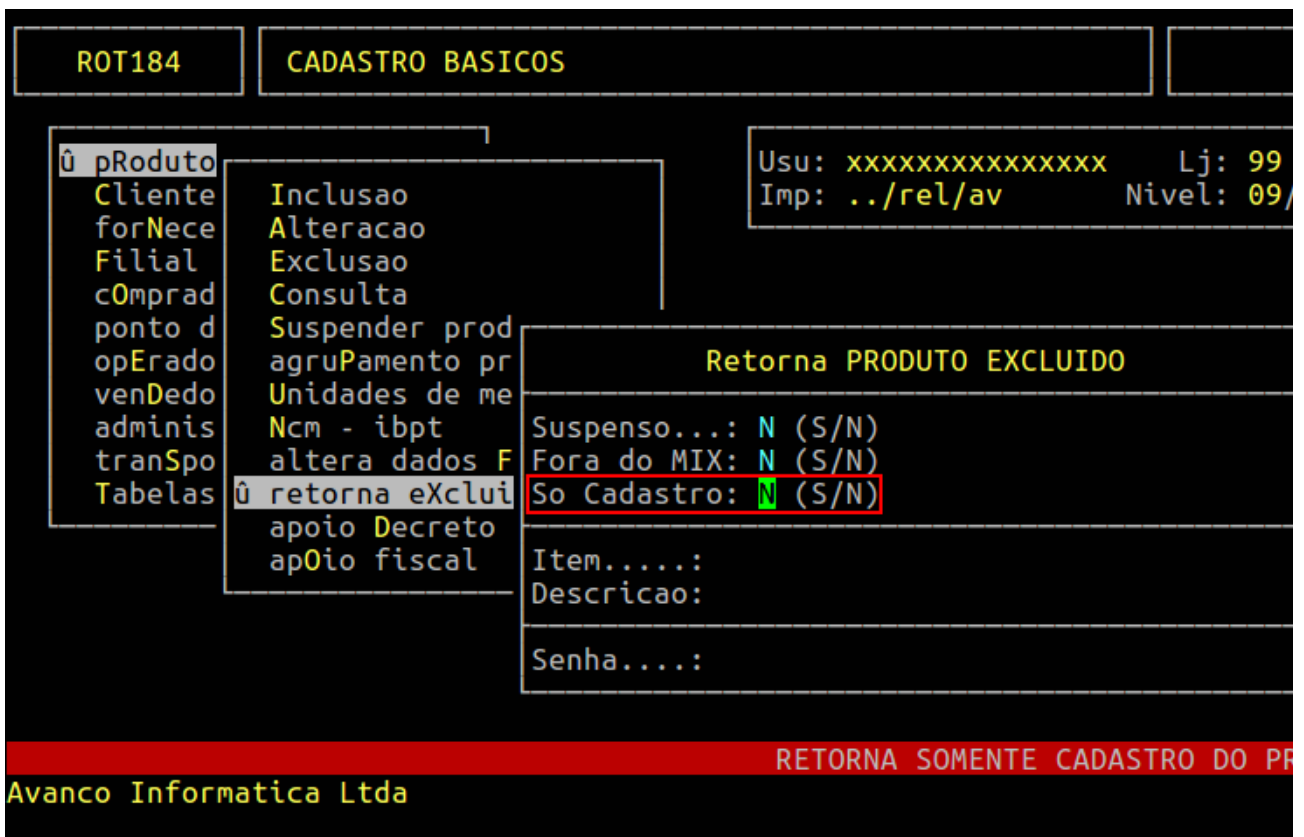 ROT184 CADASTRO BASICOS
û pRoduto
Cliente
forNece
Filial
cOmprad
ponto d
opErado
venDedo
adminis
tranSpo
Tabelas
Inclusao
Alteracao
Exclusao
Consulta
Suspender prod
agruPamento pr
Unidades de me
Ncm - ibpt
altera dados F
û retorna eXclui
apoio Decreto
apOio fiscal
Usu: xxxxxxxxxxxxxxx Lj: 99
Imp: ../rel/av Nivel: 09/
Retorna PRODUTO EXCLUIDO
Suspenso...: N (S/N)
Fora do MIX: N (S/N)
So Cadastro: N (S/N)
Item.....:
Descricao:
Senha....:
RETORNA SOMENTE CADASTRO DO PR
Avanco Informatica Ltda